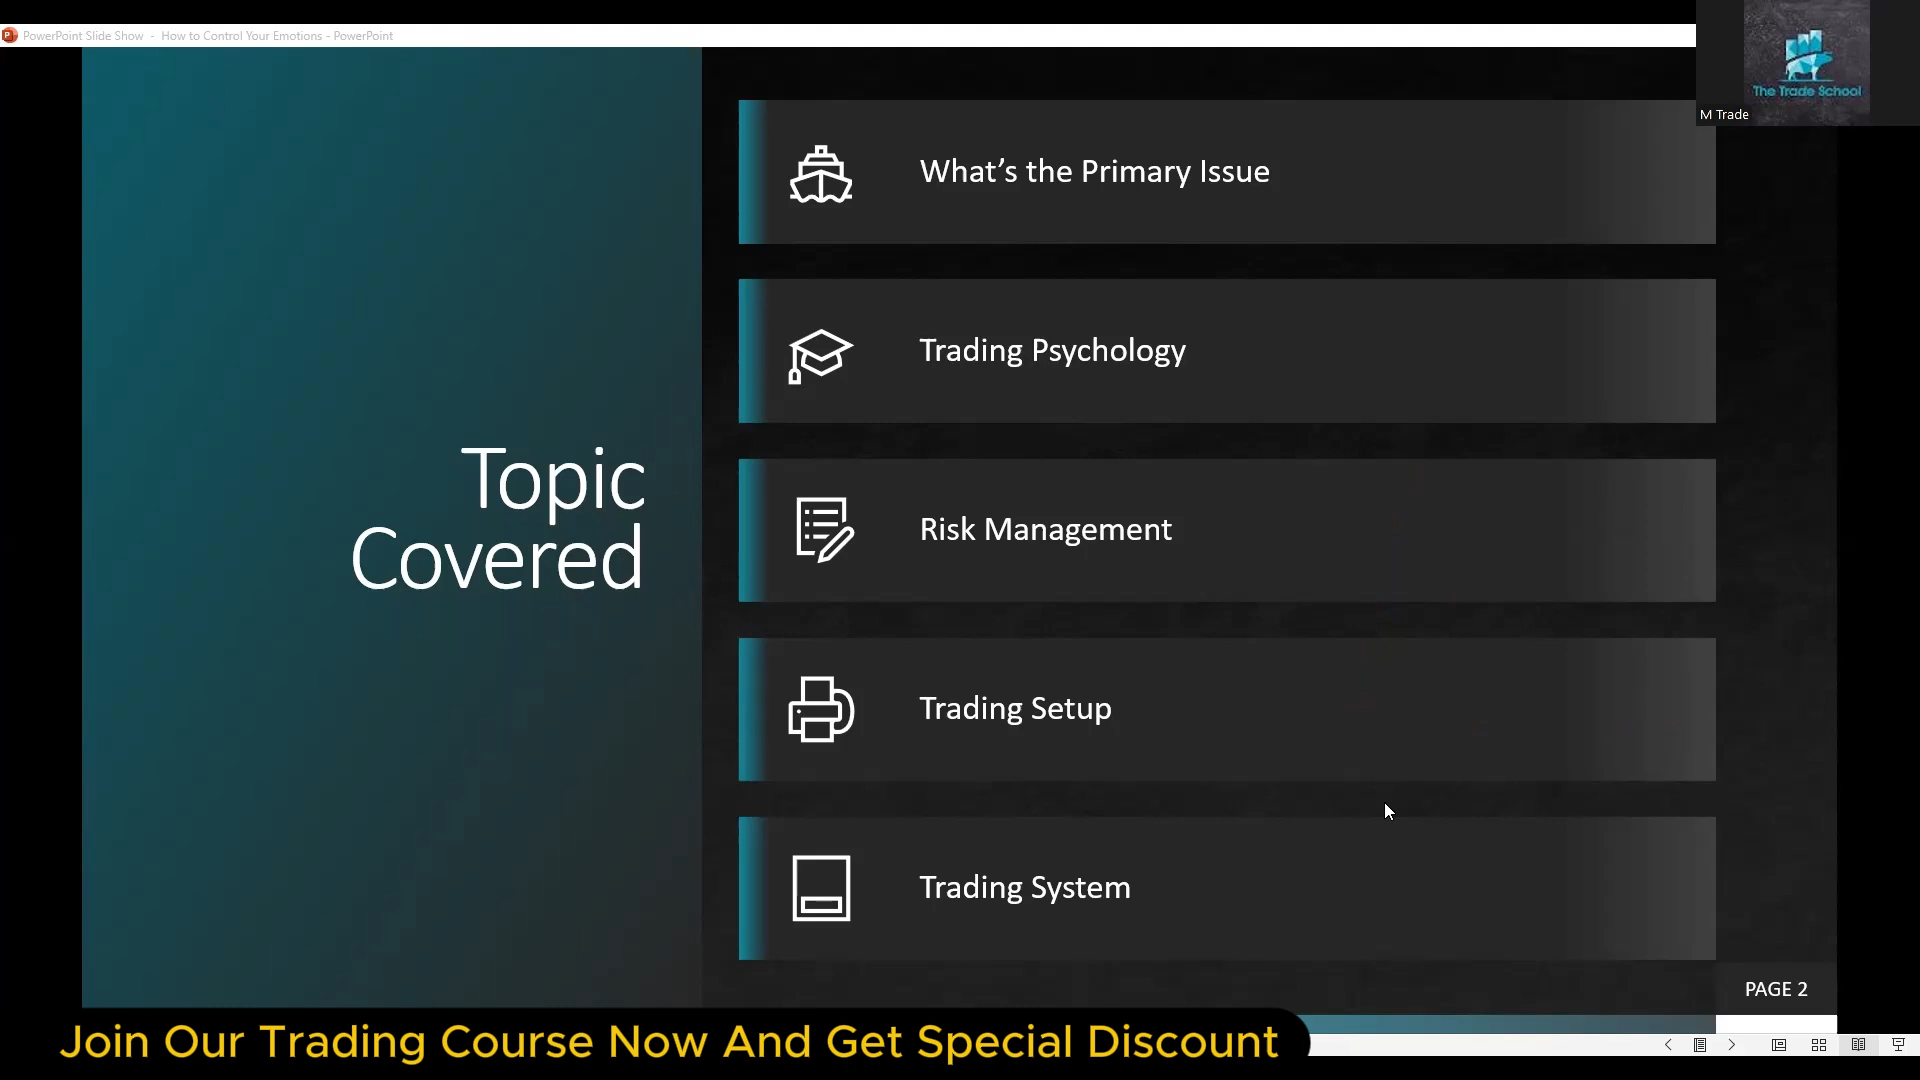 PowerPoint Slide Show - How to Control Your Emotions - PowerPoint
The Trade School
M Trade
Topic
Covered
What’s the Primary Issue
Trading Psychology
Risk Management
Trading Setup
Trading System
PAGE 2
Join Our Trading Course Now And Get Special Discount